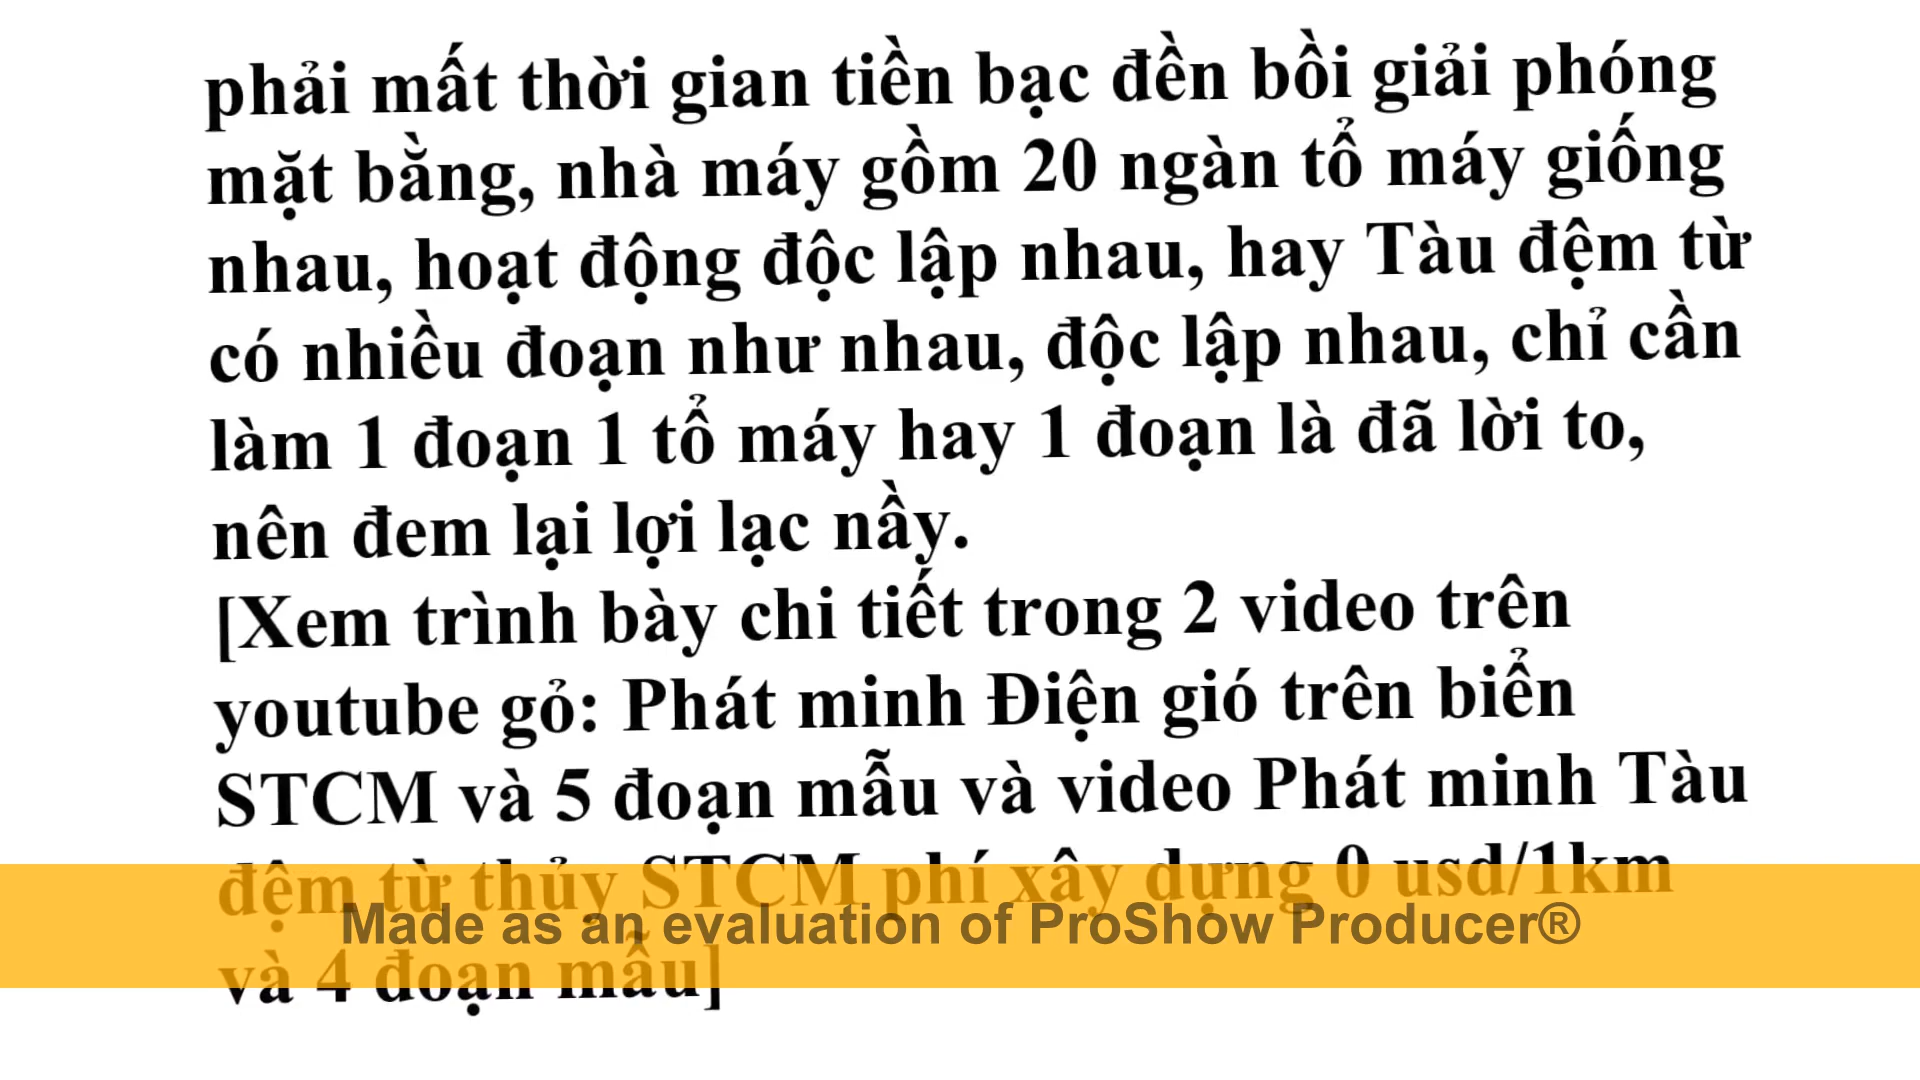 phải mất thời gian tiền bạc đền bồi giải phóng
mặt bằng, nhà máy gồm 20 ngàn tổ máy giống
nhau, hoạt động độc lập nhau, hay Tàu đệm từ
có nhiều đoạn như nhau, độc lập nhau, chỉ cần
làm 1 đoạn 1 tổ máy hay 1 đoạn là đã lời to,
nên đem lại lợi lạc nầy.
[Xem trình bày chi tiết trong 2 video trên
youtube gỏ: Phát minh Điện gió trên biển
STCM và 5 đoạn mẫu và video Phát minh Tàu
đệm từ thủy STCM phí xây dựng 0 usd/1km
Made as an evaluation of ProShow Producer®
và 4 đoạn mẫu]